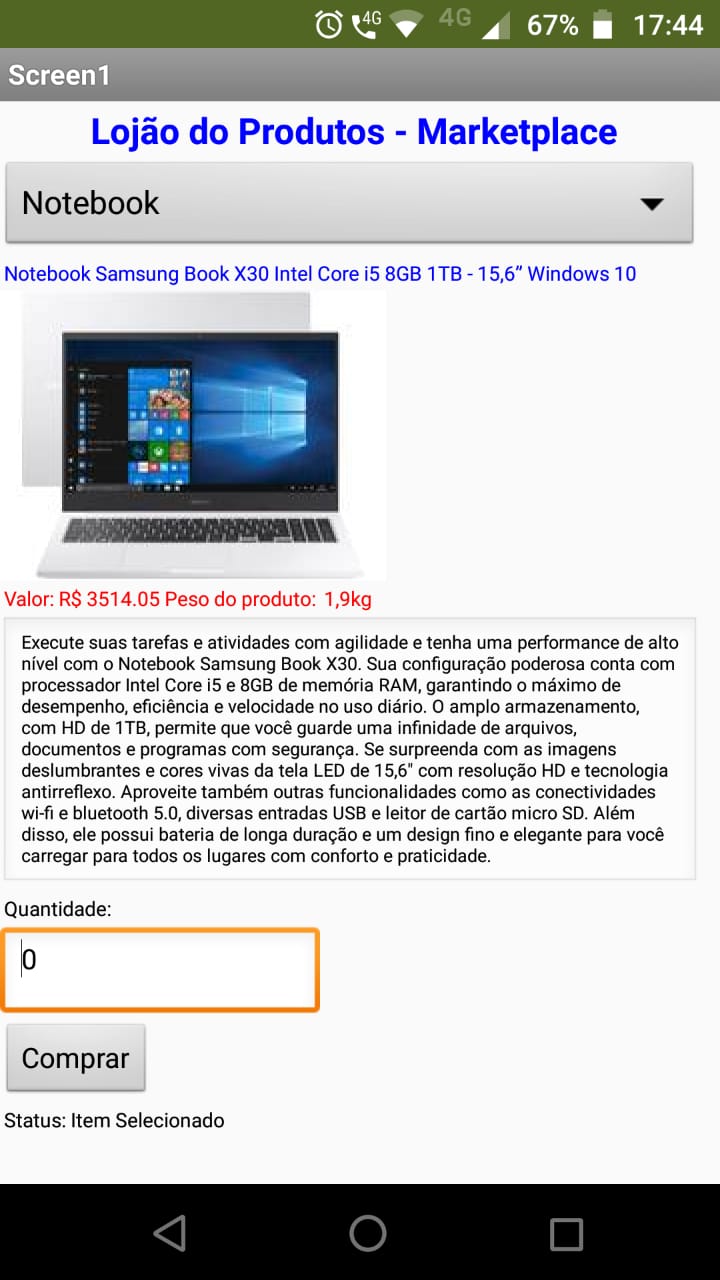 4G 4G 67% 17:44
Screen1
Lojão do Produtos - Marketplace
Notebook
Notebook Samsung Book X30 Intel Core i5 8GB 1TB - 15,6” Windows 10
Valor: R$ 3514.05 Peso do produto: 1,9kg
Execute suas tarefas e atividades com agilidade e tenha uma performance de alto
nível com o Notebook Samsung Book X30. Sua configuração poderosa conta com
processador Intel Core i5 e 8GB de memória RAM, garantindo o máximo de
desempenho, eficiência e velocidade no uso diário. O amplo armazenamento,
com HD de 1TB, permite que você guarde uma infinidade de arquivos,
documentos e programas com segurança. Se surpreenda com as imagens
deslumbrantes e cores vivas da tela LED de 15,6" com resolução HD e tecnologia
antirreflexo. Aproveite também outras funcionalidades como as conectividades
wi-fi e bluetooth 5.0, diversas entradas USB e leitor de cartão micro SD. Além
disso, ele possui bateria de longa duração e um design fino e elegante para você
carregar para todos os lugares com conforto e praticidade.
Quantidade:
0
Comprar
Status: Item Selecionado